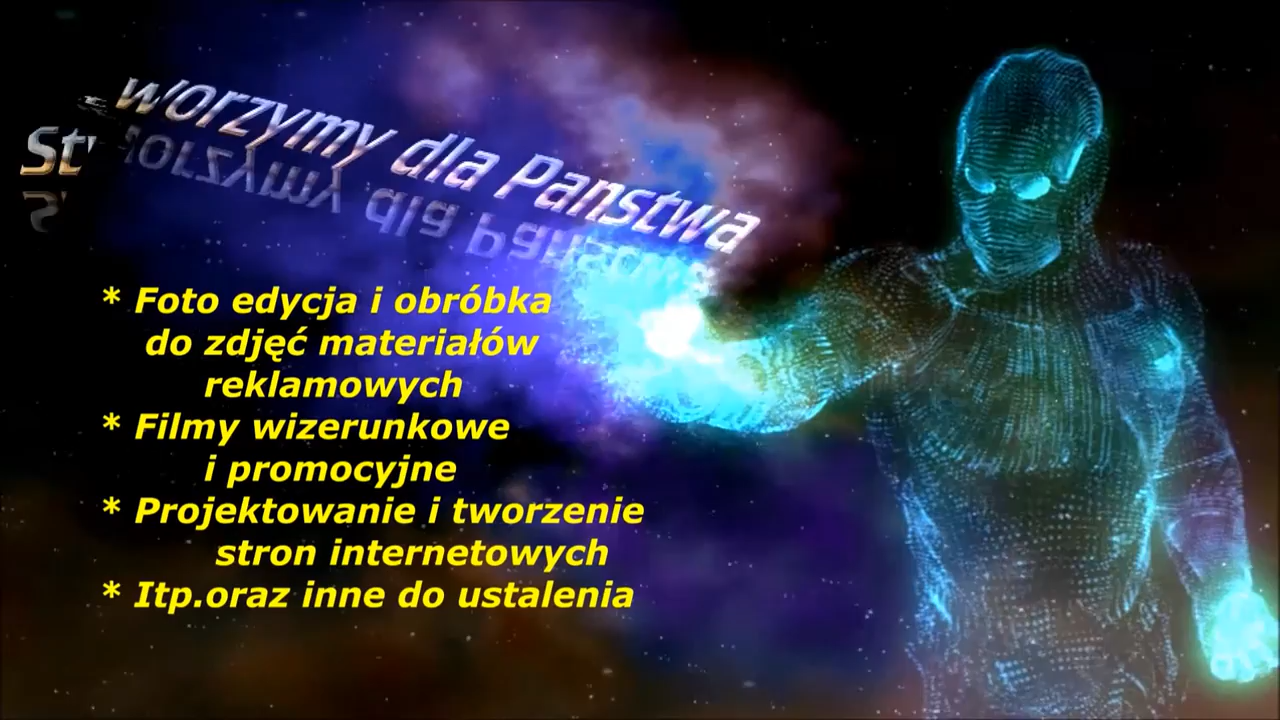 St worzymy dla Panstwa
* Foto edycja i obróbka
do zdjęć materiałów
reklamowych
* Filmy wizerunkowe
i promocyjne
* Projektowanie i tworzenie
stron internetowych
* Itp.oraz inne do ustalenia